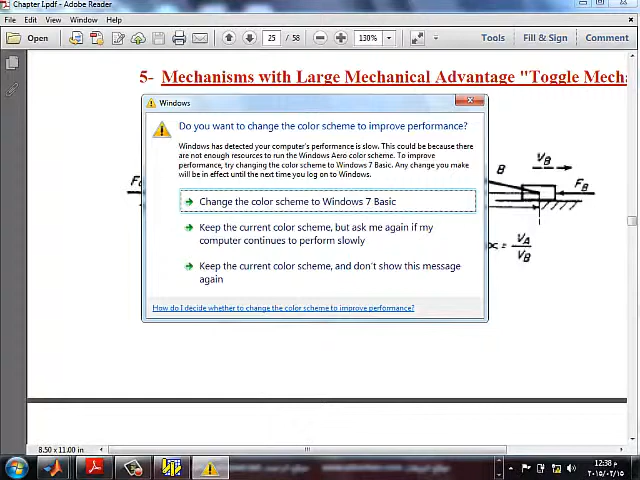 Chapter I.pdf - Adobe Reader
File Edit View Window Help
Open
25 / 58
130%
Tools
Fill & Sign
Comment
5- Mechanisms with Large Mechanical Advantage "Toggle Mech
Windows
Do you want to change the color scheme to improve performance?
Windows has detected your computer's performance is slow. This could be because
there are not enough resources to run the Windows Aero color scheme. To improve
performance, try changing the color scheme to Windows 7 Basic. Any change you make
will be in effect until the next time you log on to Windows.
Change the color scheme to Windows 7 Basic
Keep the current color scheme, but ask me again if my
computer continues to perform slowly
Keep the current color scheme, and don't show this message
again
How do I decide whether to change the color scheme to improve performance?
B
VB
FB
∝ = VA / VB
8.50 x 11.00 in
12:38 م
٢٠١٥/٠٢/١٥